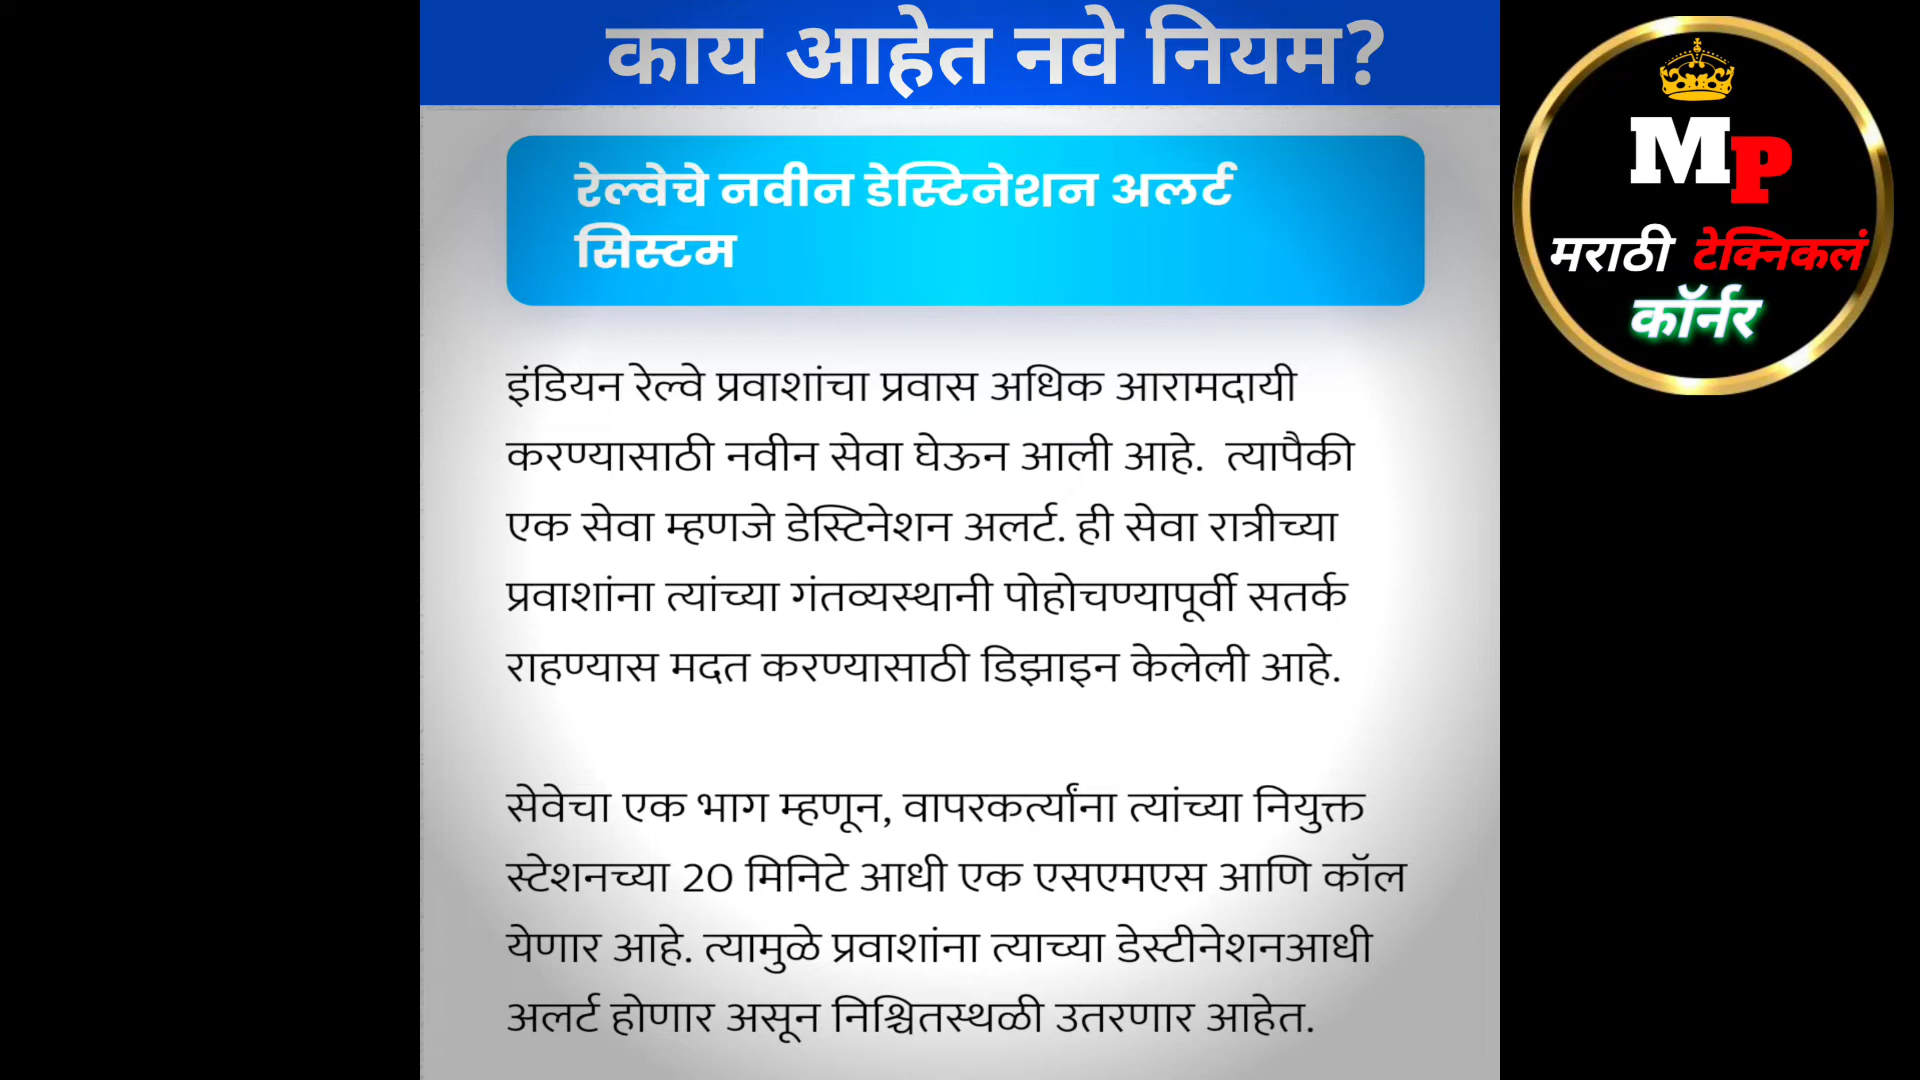 काय आहेत नवे नियम?
रेल्वेचे नवीन डेस्टिनेशन अलर्ट
सिस्टम
इंडियन रेल्वे प्रवाशांचा प्रवास अधिक आरामदायी
करण्यासाठी नवीन सेवा घेऊन आली आहे. त्यापैकी
एक सेवा म्हणजे डेस्टिनेशन अलर्ट. ही सेवा रात्रीच्या
प्रवाशांना त्यांच्या गंतव्यस्थानी पोहोचण्यापूर्वी सतर्क
राहण्यास मदत करण्यासाठी डिझाइन केलेली आहे.
सेवेचा एक भाग म्हणून, वापरकर्त्यांना त्यांच्या नियुक्त
स्टेशनच्या 20 मिनिटे आधी एक एसएमएस आणि कॉल
येणार आहे. त्यामुळे प्रवाशांना त्याच्या डेस्टीनेशनआधी
अलर्ट होणार असून निश्चितस्थळी उतरणार आहेत.
MP
मराठी टेक्निकलं
कॉर्नर